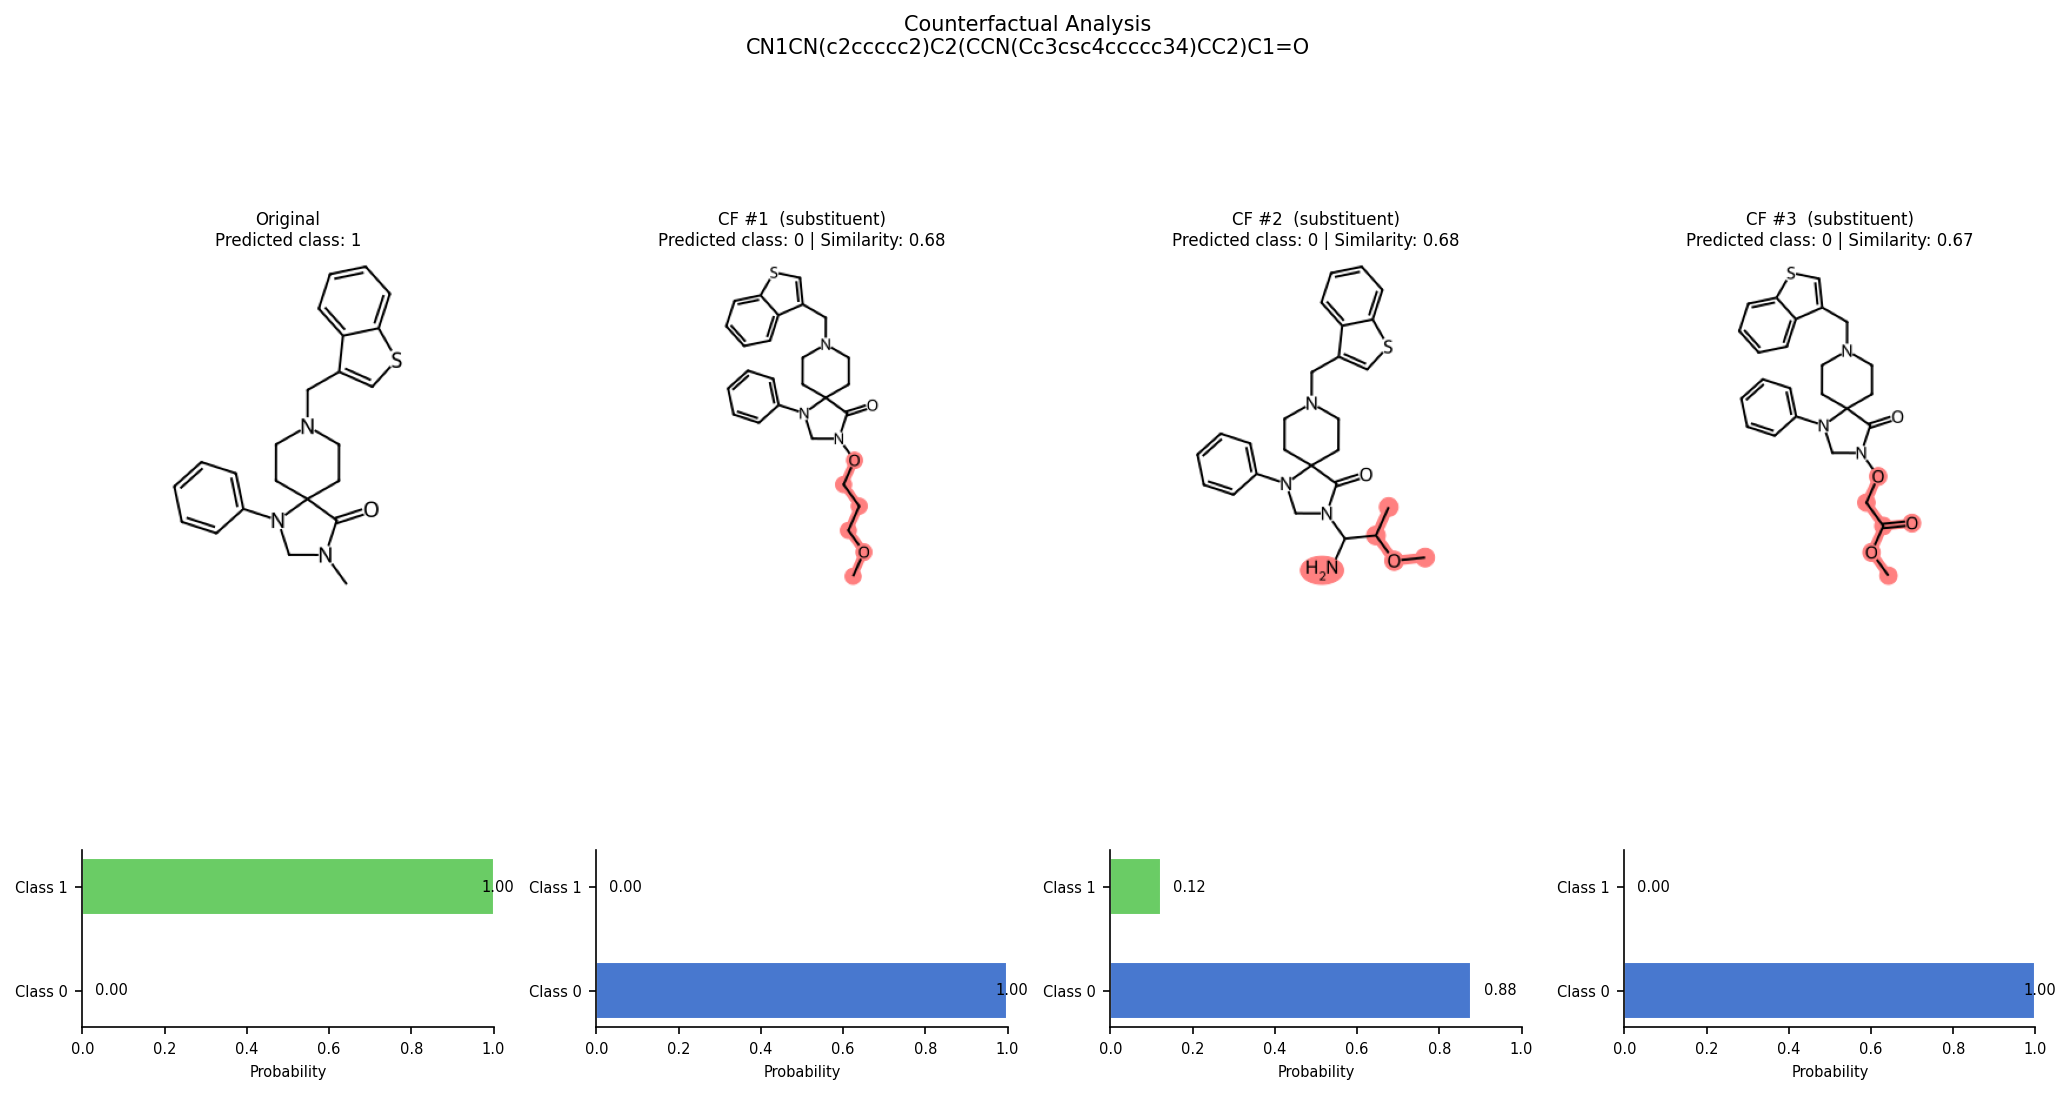 Counterfactual Analysis
CN1CN(c2ccccc2)C2(CCN(Cc3csc4ccccc34)CC2)C1=O
Original
Predicted class: 1
CF #1  (substituent)
Predicted class: 0 | Similarity: 0.68
CF #2  (substituent)
Predicted class: 0 | Similarity: 0.68
CF #3  (substituent)
Predicted class: 0 | Similarity: 0.67
S
N
N
O
N
S
N
N
O
N
O
O
S
N
N
O
N
H2N
O
S
N
N
O
N
O
O
O
Class 1
1.00
Class 0
0.00
0.0 0.2 0.4 0.6 0.8 1.0
Probability
Class 1
0.00
Class 0
1.00
0.0 0.2 0.4 0.6 0.8 1.0
Probability
Class 1
0.12
Class 0
0.88
0.0 0.2 0.4 0.6 0.8 1.0
Probability
Class 1
0.00
Class 0
1.00
0.0 0.2 0.4 0.6 0.8 1.0
Probability